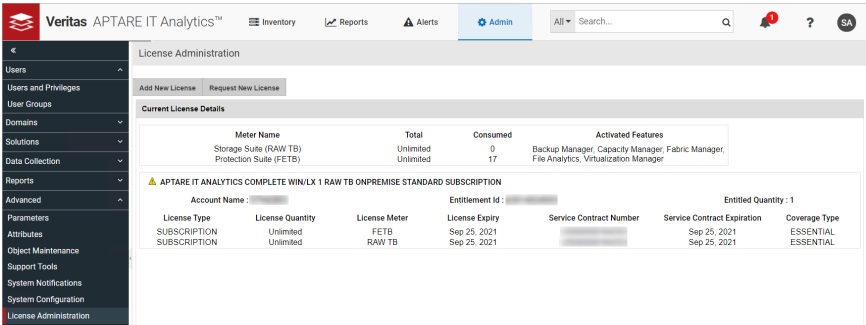 Veritas APTARE IT Analytics™ Inventory Reports Alerts Admin All Search... 1 ? SA
«
License Administration
Users
Users and Privileges
User Groups
Domains
Solutions
Data Collection
Reports
Advanced
Parameters
Attributes
Object Maintenance
Support Tools
System Notifications
System Configuration
License Administration
Add New License Request New License
Current License Details
Meter Name Total Consumed Activated Features
Storage Suite (RAW TB) Unlimited 0 Backup Manager, Capacity Manager, Fabric Manager,
Protection Suite (FETB) Unlimited 17 File Analytics, Virtualization Manager
APTARE IT ANALYTICS COMPLETE WIN/LX 1 RAW TB ONPREMISE STANDARD SUBSCRIPTION
Account Name : Entitlement Id : Entitled Quantity : 1
License Type License Quantity License Meter License Expiry Service Contract Number Service Contract Expiration Coverage Type
SUBSCRIPTION Unlimited FETB Sep 25, 2021 Sep 25, 2021 ESSENTIAL
SUBSCRIPTION Unlimited RAW TB Sep 25, 2021 Sep 25, 2021 ESSENTIAL